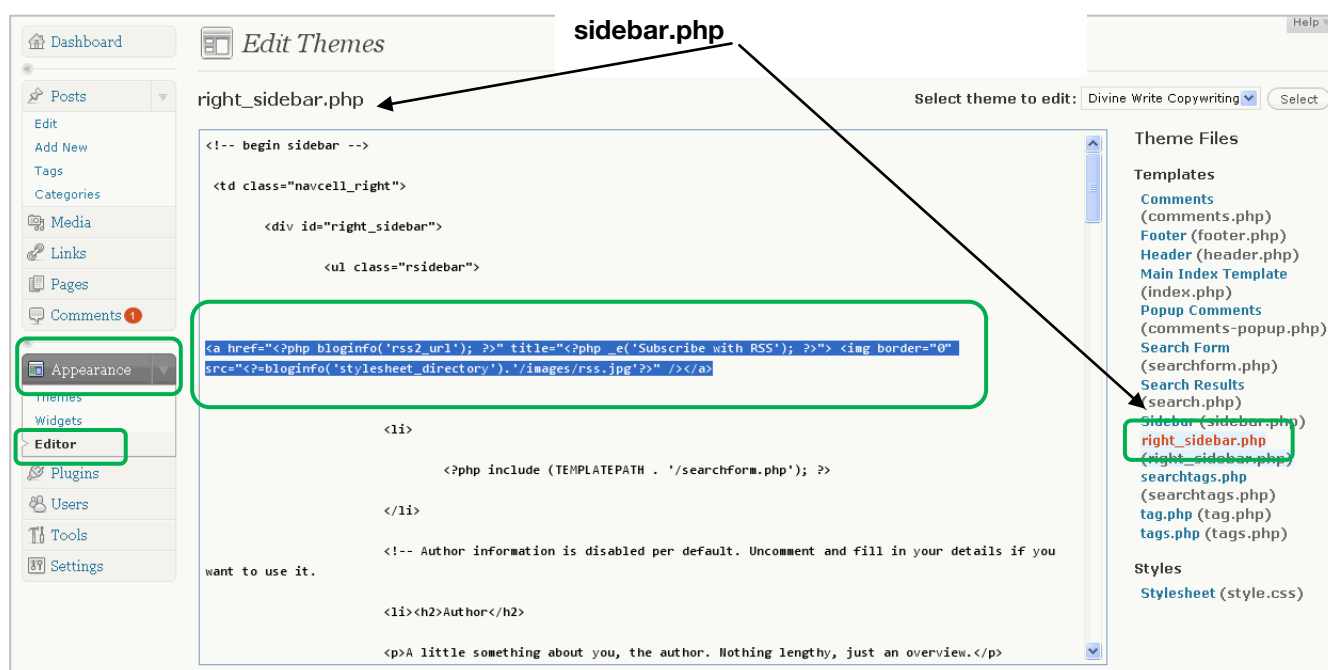 sidebar.php
Help
Dashboard
Edit Themes
right_sidebar.php
Select theme to edit: Divine Write Copywriting Select
Posts
Edit
Add New
Tags
Categories
Media
Links
Pages
Comments 1
Appearance
Themes
Widgets
Editor
Plugins
Users
Tools
Settings
<!-- begin sidebar -->
<td class="navcell_right">
<div id="right_sidebar">
<ul class="rsidebar">
<a href="<?php bloginfo('rss2_url'); ?>" title="<?php _e('Subscribe with RSS'); ?>"> <img border="0"
src="<?=bloginfo('stylesheet_directory').'/images/rss.jpg'?>" /></a>
<li>
<?php include (TEMPLATEPATH . '/searchform.php'); ?>
</li>
<!-- Author information is disabled per default. Uncomment and fill in your details if you
want to use it.
<li><h2>Author</h2>
<p>A little something about you, the author. Nothing lengthy, just an overview.</p>
Theme Files
Templates
Comments
(comments.php)
Footer (footer.php)
Header (header.php)
Main Index Template
(index.php)
Popup Comments
(comments-popup.php)
Search Form
(searchform.php)
Search Results
(search.php)
Sidebar (sidebar.php)
right_sidebar.php
(right_sidebar.php)
searchtags.php
(searchtags.php)
tag.php (tag.php)
tags.php (tags.php)
Styles
Stylesheet (style.css)